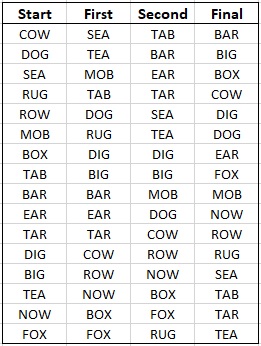 Start First Second Final
COW SEA TAB BAR
DOG TEA BAR BIG
SEA MOB EAR BOX
RUG TAB TAR COW
ROW DOG SEA DIG
MOB RUG TEA DOG
BOX DIG DIG EAR
TAB BIG BIG FOX
BAR BAR MOB MOB
EAR EAR DOG NOW
TAR TAR COW ROW
DIG COW ROW RUG
BIG ROW NOW SEA
TEA NOW BOX TAB
NOW BOX FOX TAR
FOX FOX RUG TEA